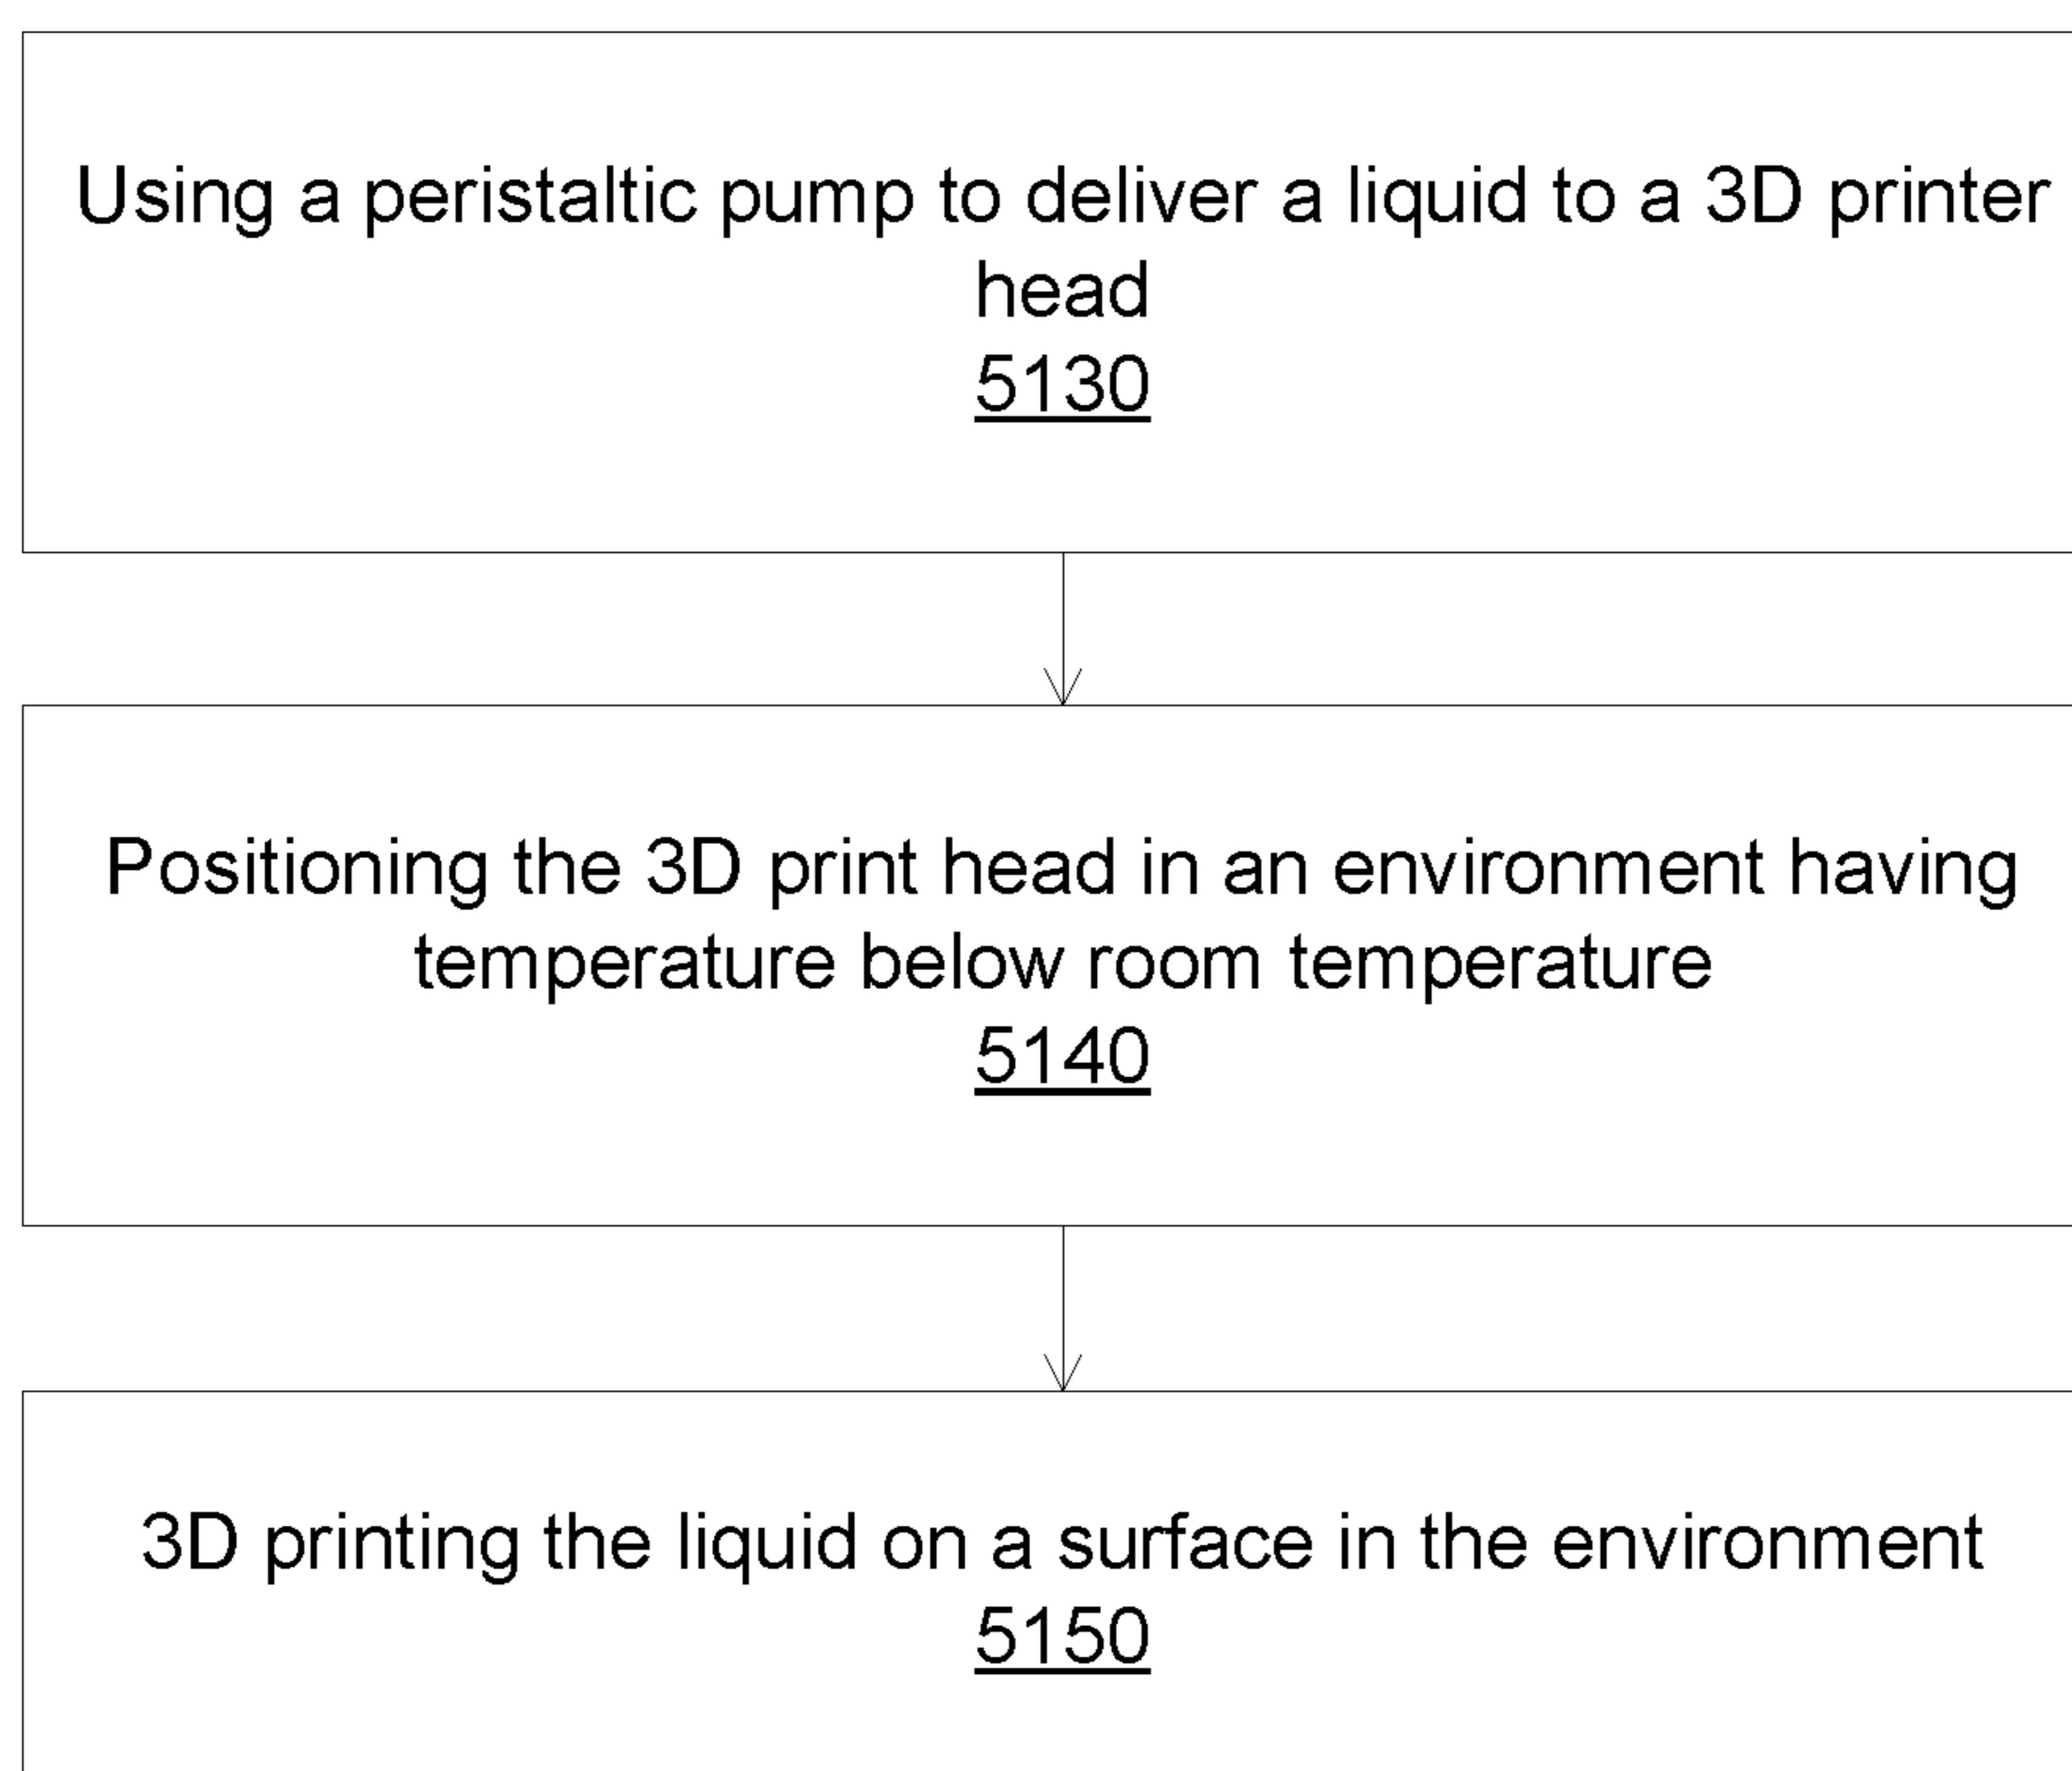 Using a peristaltic pump to deliver a liquid to a 3D printer
head
5130
Positioning the 3D print head in an environment having
temperature below room temperature
5140
3D printing the liquid on a surface in the environment
5150